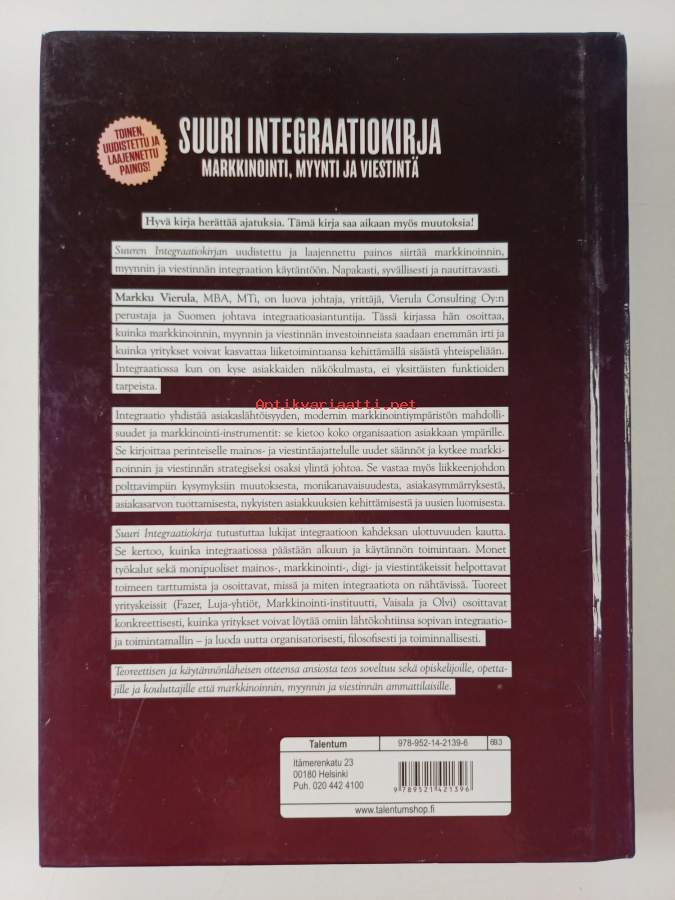 TOINEN,
UUDISTETTU JA
LAAJENNETTU
PAINOS!
SUURI INTEGRAATIOKIRJA
MARKKINOINTI, MYYNTI JA VIESTINTÄ
Hyvä kirja herättää ajatuksia. Tämä kirja saa aikaan myös muutoksia!
Suuren Integraatiokirjan uudistettu ja laajennettu painos siirtää markkinoinnin,
myynnin ja viestinnän integraation käytäntöön. Napakasti, syvällisesti ja nautittavasti.
Markku Vierula, MBA, MTi, on luova johtaja, yrittäjä, Vierula Consulting Oy:n
perustaja ja Suomen johtava integraatioasiantuntija. Tässä kirjassa hän osoittaa,
kuinka markkinoinnin, myynnin ja viestinnän investoinneista saadaan enemmän irti ja
kuinka yritykset voivat kasvattaa liiketoimintaansa kehittämällä sisäistä yhteispeliään.
Integraatiossa kun on kyse asiakkaiden näkökulmasta, ei yksittäisten funktioiden
tarpeista.
Antikvariaatti.net
Integraatio yhdistää asiakaslähtöisyyden, modernin markkinointiympäristön mahdolli-
suudet ja markkinointi-instrumentit: se kietoo koko organisaation asiakkaan ympärille.
Se kirjoittaa perinteiselle mainos- ja viestintäajattelulle uudet säännöt ja kytkee markki-
noinnin ja viestinnän strategiseksi osaksi ylintä johtoa. Se vastaa myös liikkeenjohdon
polttavimpiin kysymyksiin muutoksesta, monikanavaisuudesta, asiakasymmärryksestä,
asiakasarvon tuottamisesta, nykyisten asiakkuuksien kehittämisestä ja uusien luomisesta.
Suuri Integraatiokirja tutustuttaa lukijat integraatioon kahdeksan ulottuvuuden kautta.
Se kertoo, kuinka integraatiossa päästään alkuun ja käytännön toimintaan. Monet
työkalut sekä monipuoliset mainos-, markkinointi-, digi- ja viestintäkeissit helpottavat
toimeen tarttumista ja osoittavat, missä ja miten integraatiota on nähtävissä. Tuoreet
yrityskeissit (Fazer, Luja-yhtiöt, Markkinointi-instituutti, Vaisala ja Olvi) osoittavat
konkreettisesti, kuinka yritykset voivat löytää omiin lähtökohtiinsa sopivan integraatio-
ja toimintamallin – ja luoda uutta organisatorisesti, filosofisesti ja toiminnallisesti.
Teoreettisen ja käytännönläheisen otteensa ansiosta teos soveltuu sekä opiskelijoille, opetta-
jille ja kouluttajille että markkinoinnin, myynnin ja viestinnän ammattilaisille.
Talentum
978-952-14-2139-6
69.3
Itämerenkatu 23
00180 Helsinki
Puh. 020 442 4100
9 789521 421396
www.talentumshop.fi